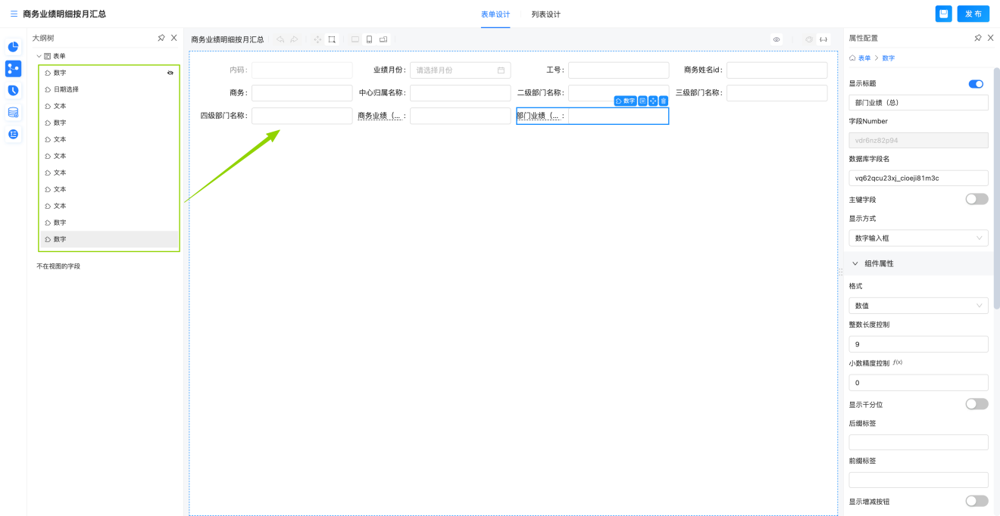 商务业绩明细按月汇总
表单设计
列表设计
发 布
大纲树
表单
数字
日期选择
文本
数字
文本
文本
文本
文本
文本
数字
数字
不在视图的字段
商务业绩明细按月汇总
内码:
业绩月份: 请选择月份
工号:
商务姓名id:
商务:
中心归属名称:
二级部门名称:
三级部门名称:
数字
四级部门名称:
商务业绩（... :
部门业绩（... :
属性配置
表单 > 数字
显示标题
部门业绩（总）
字段Number
vdr6nz82p94
数据库字段名
vq62qcu23xj_cioeji81m3c
主键字段
显示方式
数字输入框
组件属性
格式
数值
整数长度控制
9
小数精度控制 ƒ(x)
0
显示千分位
后缀标签
前缀标签
显示增减按钮